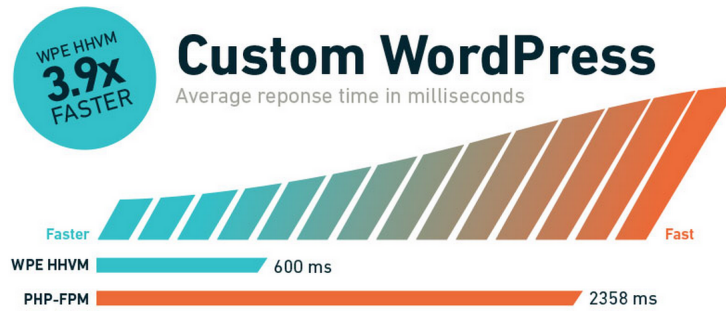 WPE HHVM
3.9x
FASTER
Custom WordPress
Average reponse time in milliseconds
Faster
Fast
WPE HHVM 600 ms
PHP-FPM 2358 ms